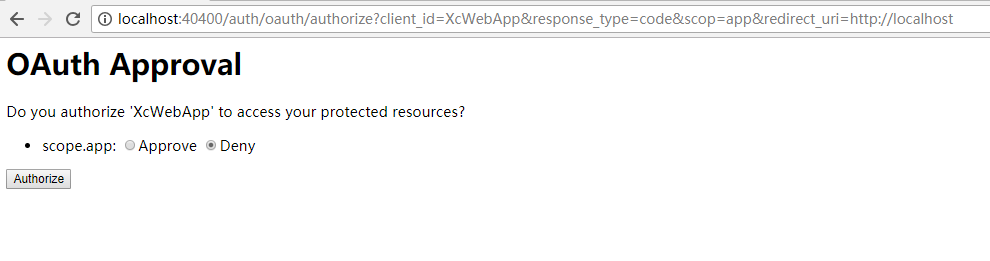 localhost:40400/auth/oauth/authorize?client_id=XcWebApp&response_type=code&scop=app&redirect_uri=http://localhost
OAuth Approval
Do you authorize 'XcWebApp' to access your protected resources?
• scope.app: Approve Deny
Authorize